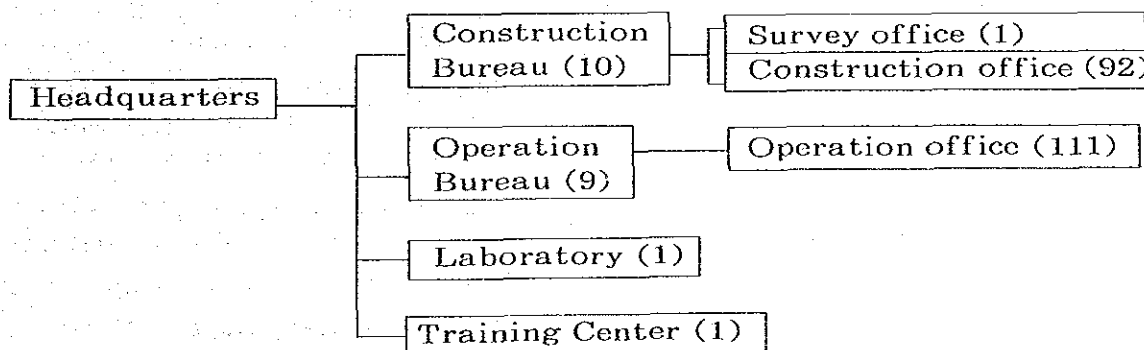 Headquarters
Construction
Bureau (10)
Survey office (1)
Construction office (92)
Operation
Bureau (9)
Operation office (111)
Laboratory (1)
Training Center (1)